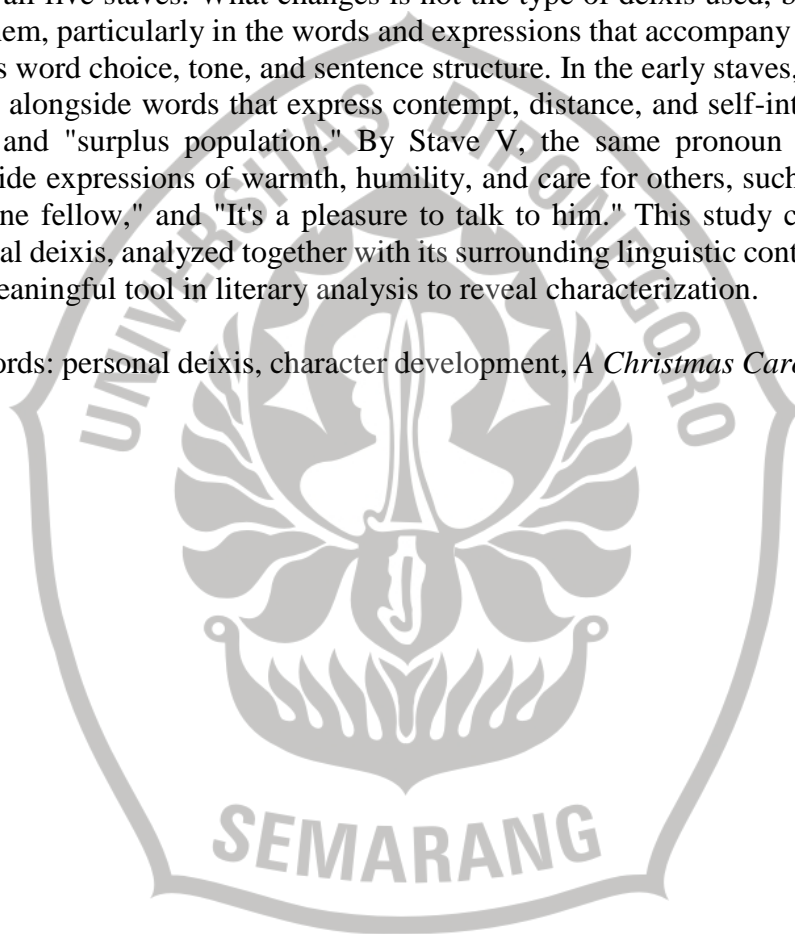 all five staves. What changes is not the type of deixis used, b
hem, particularly in the words and expressions that accompany
s word choice, tone, and sentence structure. In the early staves,
alongside words that express contempt, distance, and self-int
and "surplus population." By Stave V, the same pronoun
ide expressions of warmth, humility, and care for others, such
ne fellow," and "It's a pleasure to talk to him." This study c
al deixis, analyzed together with its surrounding linguistic cont
eaningful tool in literary analysis to reveal characterization.
ords: personal deixis, character development, A Christmas Car
UNIVERSITAS DIPONEGORO
SEMARANG